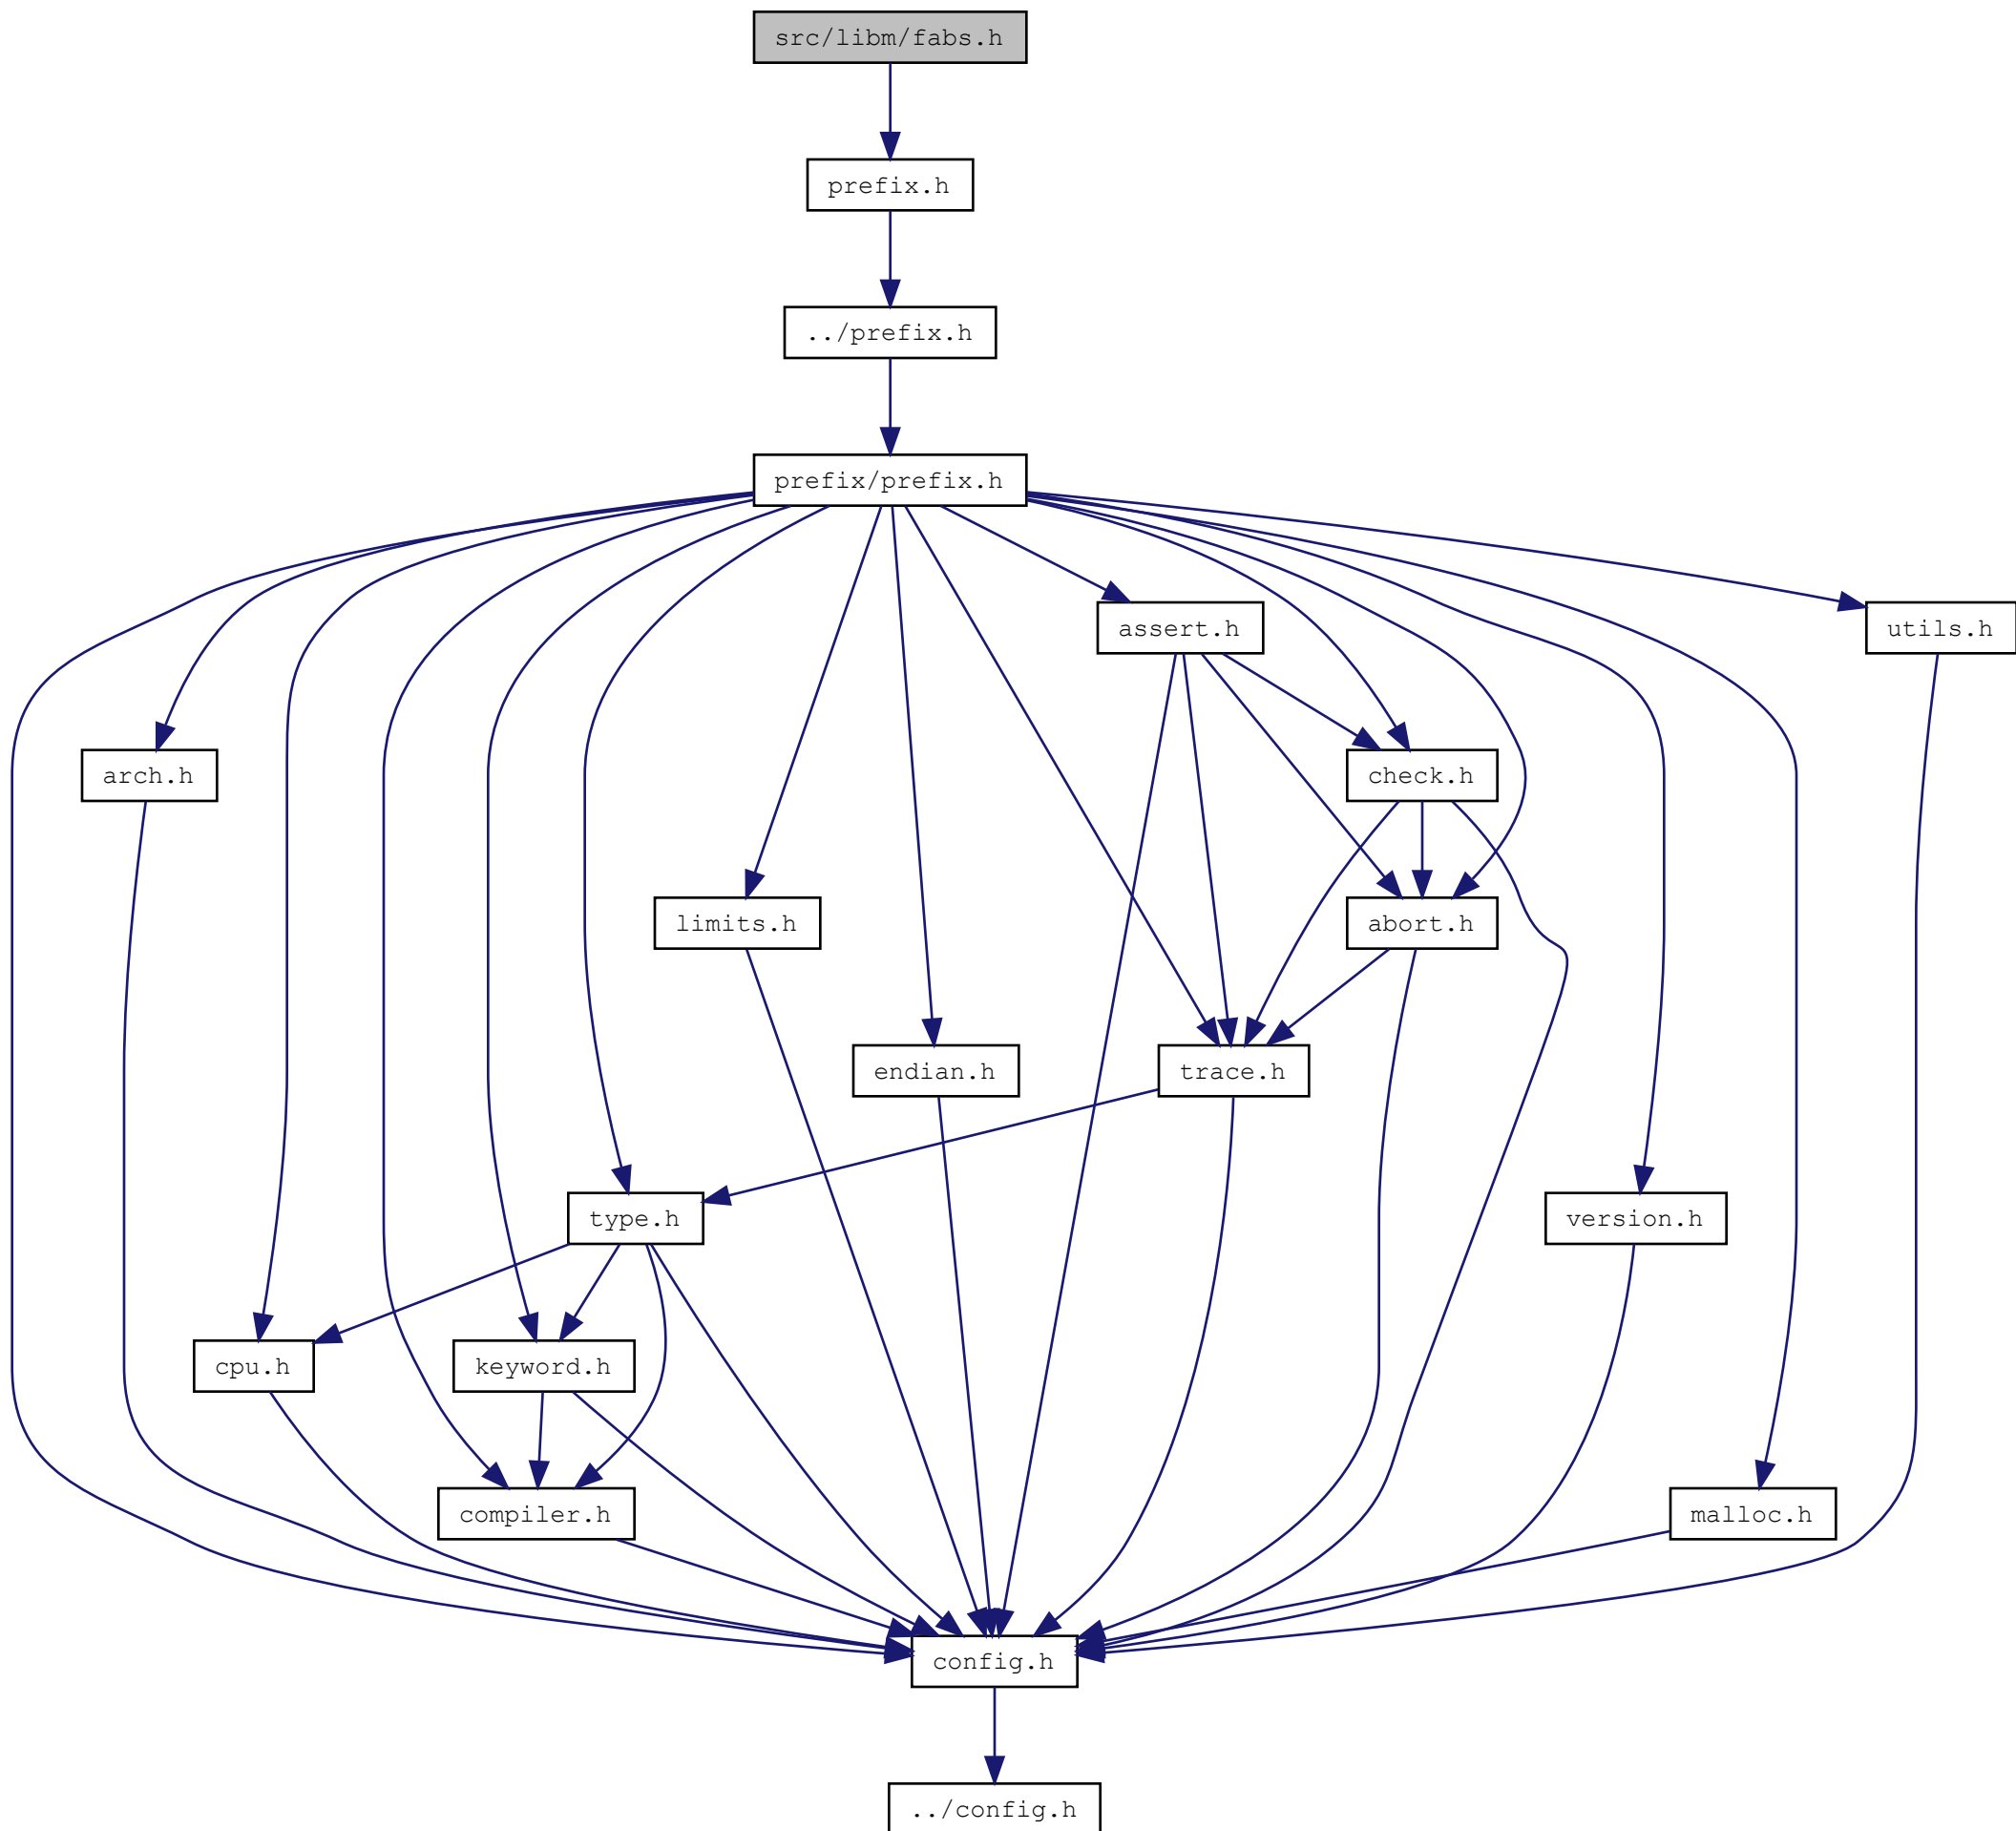 src/libm/fabs.h
prefix.h
../prefix.h
prefix/prefix.h
assert.h
utils.h
arch.h
check.h
limits.h
abort.h
endian.h
trace.h
type.h
version.h
cpu.h
keyword.h
compiler.h
malloc.h
config.h
../config.h